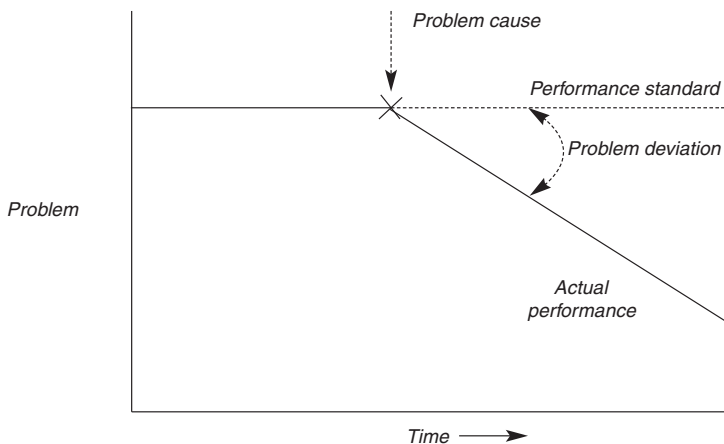 Problem cause
Performance standard
Problem deviation
Problem
Actual
performance
Time